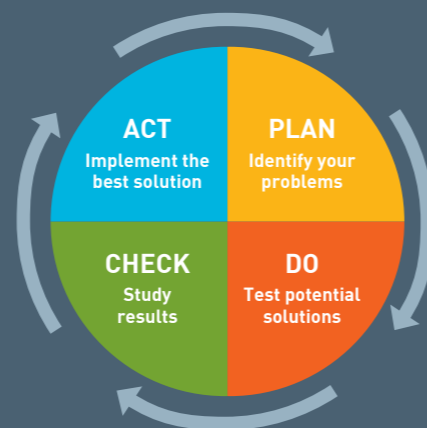 ACT
Implement the
best solution
PLAN
Identify your
problems
CHECK
Study
results
DO
Test potential
solutions